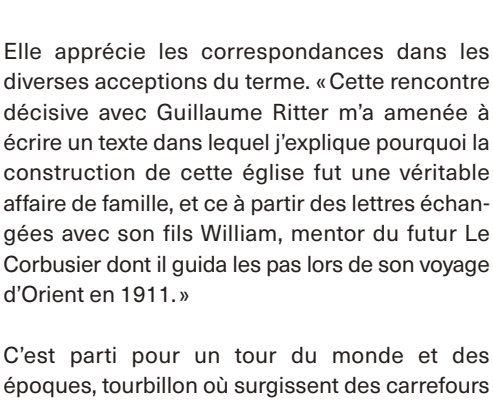 Elle apprécie les correspondances dans les
diverses acceptions du terme. « Cette rencontre
décisive avec Guillaume Ritter m’a amenée à
écrire un texte dans lequel j’explique pourquoi la
construction de cette église fut une véritable
affaire de famille, et ce à partir des lettres échan-
gées avec son fils William, mentor du futur Le
Corbusier dont il guida les pas lors de son voyage
d’Orient en 1911. »

C’est parti pour un tour du monde et des
époques, tourbillon où surgissent des carrefours